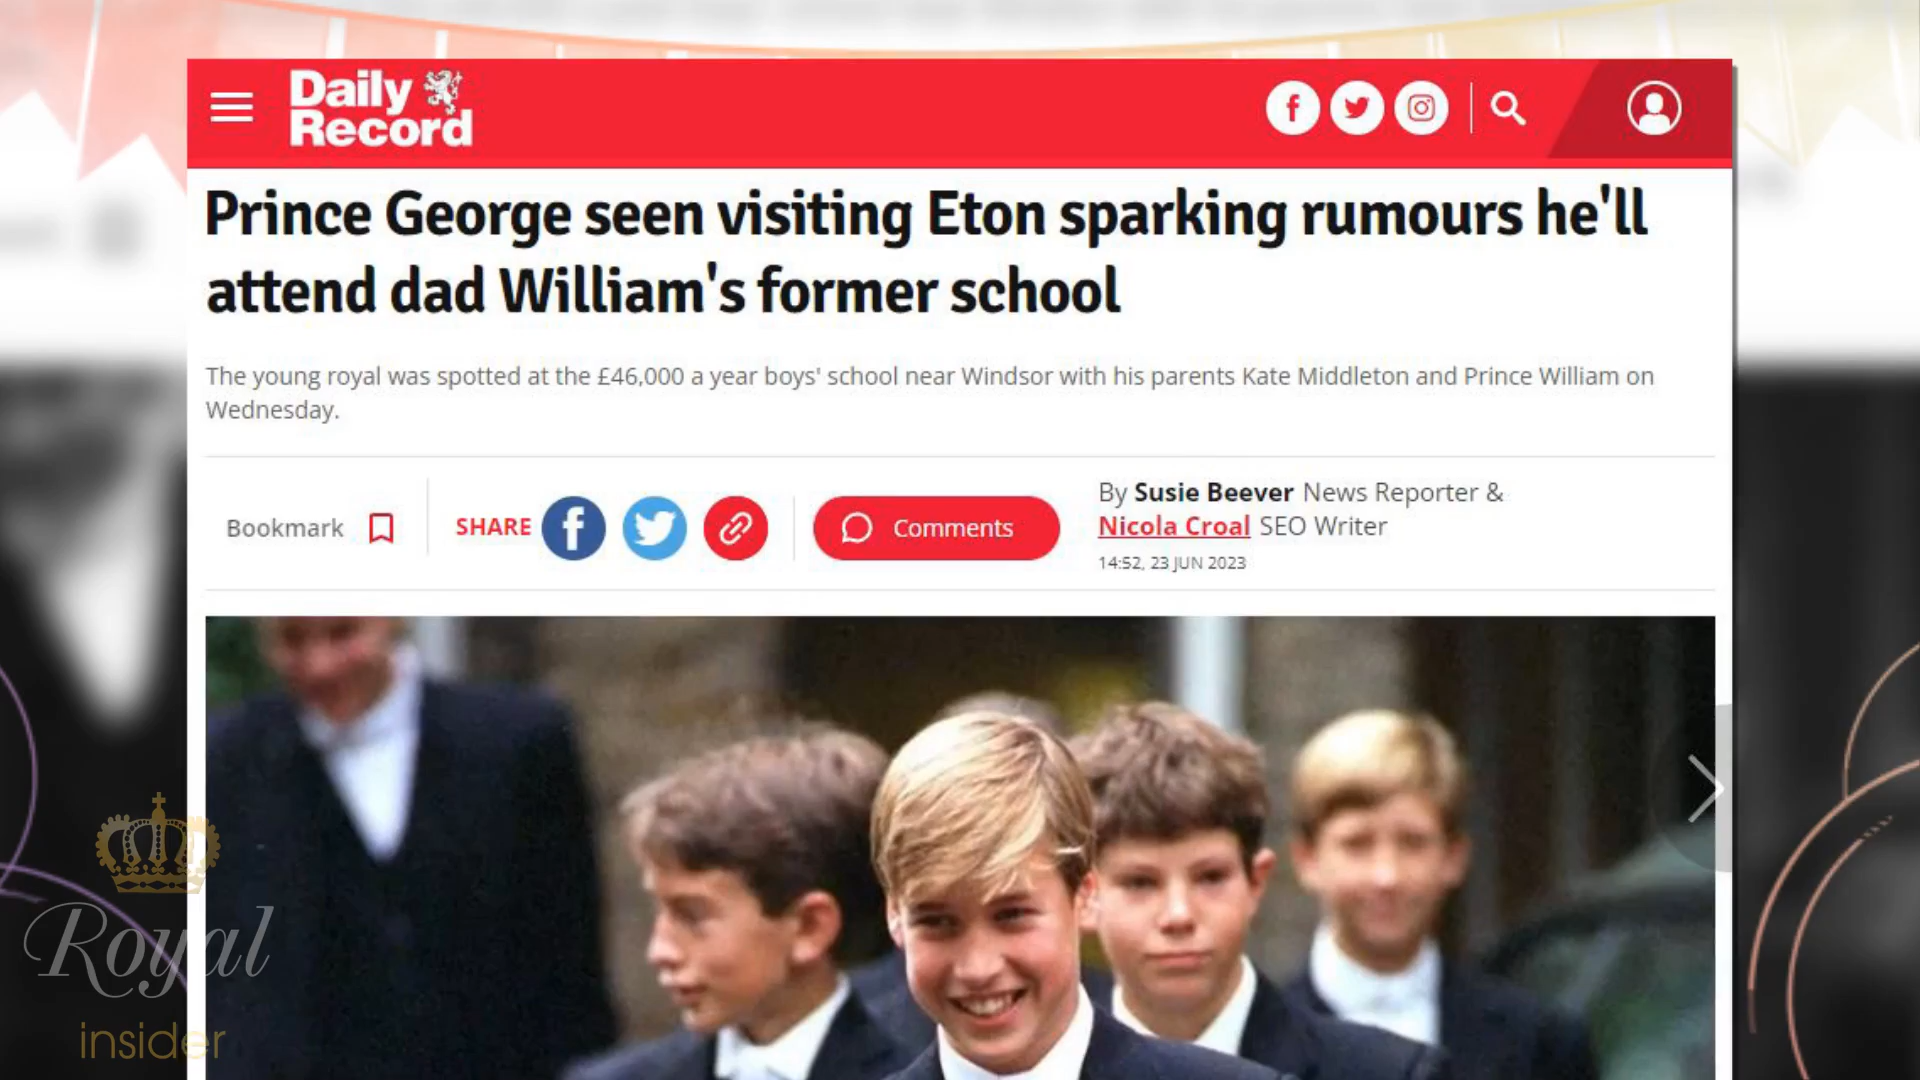 Daily
Record
Prince George seen visiting Eton sparking rumours he'll
attend dad William's former school
The young royal was spotted at the £46,000 a year boys' school near Windsor with his parents Kate Middleton and Prince William on
Wednesday.
Bookmark
SHARE
Comments
By Susie Beever News Reporter &
Nicola Croal SEO Writer
14:52, 23 JUN 2023
Royal
insider